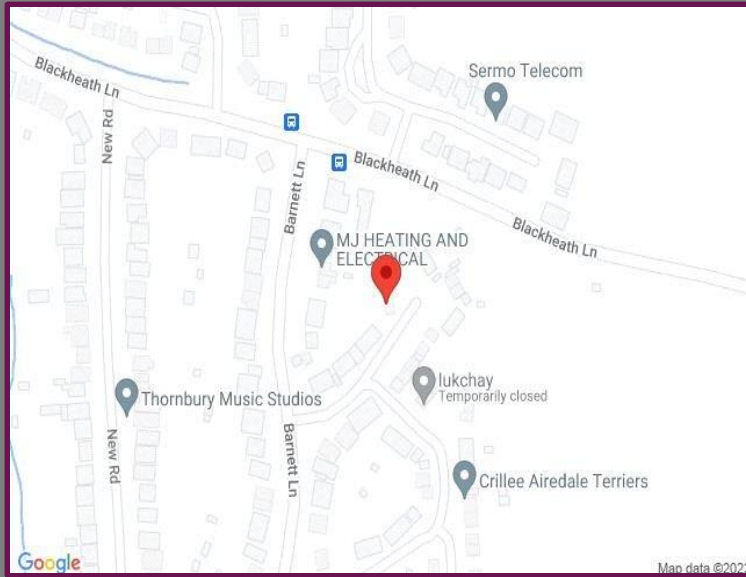 Blackheath Ln
New Rd
Sermo Telecom
Blackheath Ln
Barnett Ln
Blackheath Ln
MJ HEATING AND
ELECTRICAL
lukchay
Temporarily closed
Thornbury Music Studios
New Rd
Barnett Ln
Crillee Airedale Terriers
Google
Map data ©202